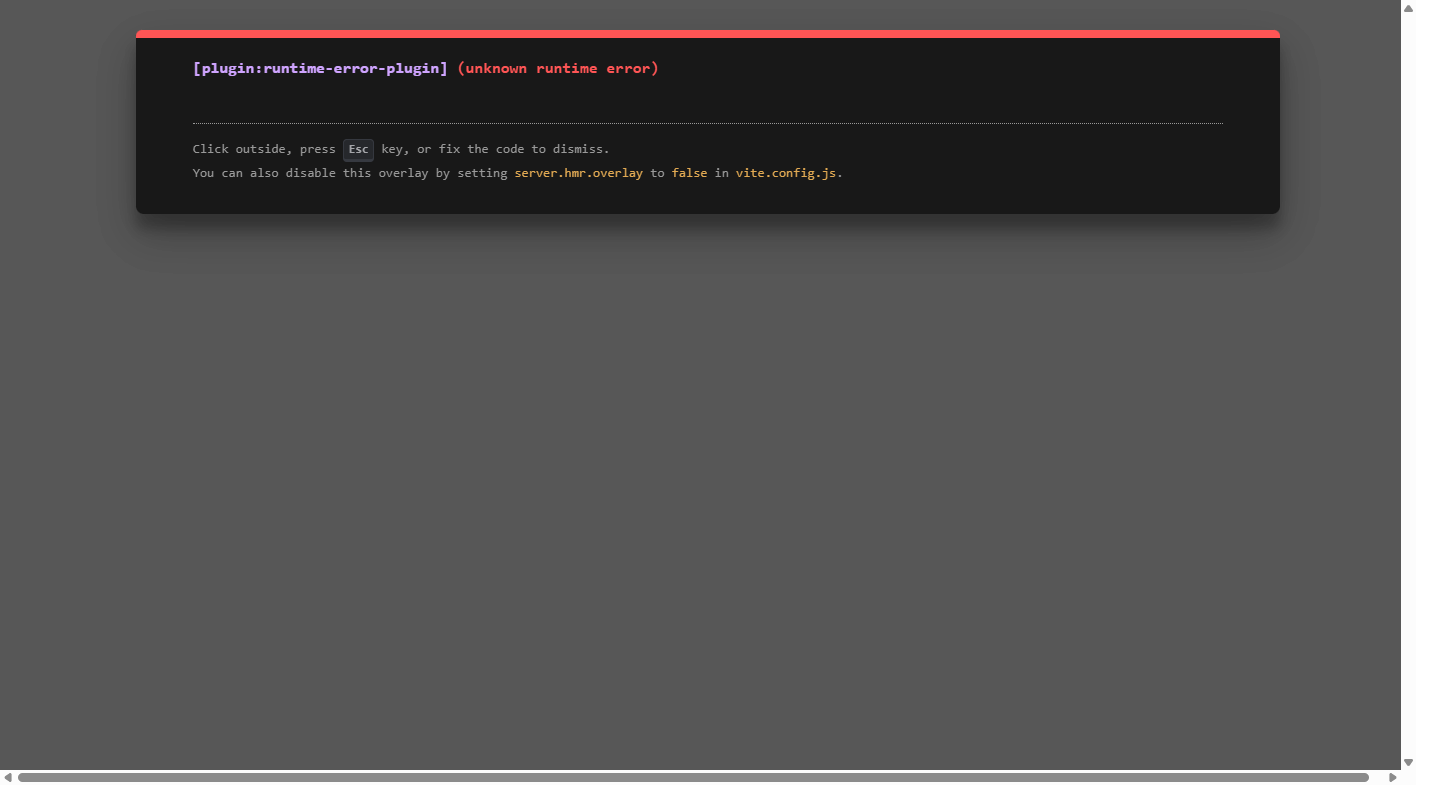 [plugin:runtime-error-plugin] (unknown runtime error)
Click outside, press Esc key, or fix the code to dismiss.
You can also disable this overlay by setting server.hmr.overlay to false in vite.config.js.